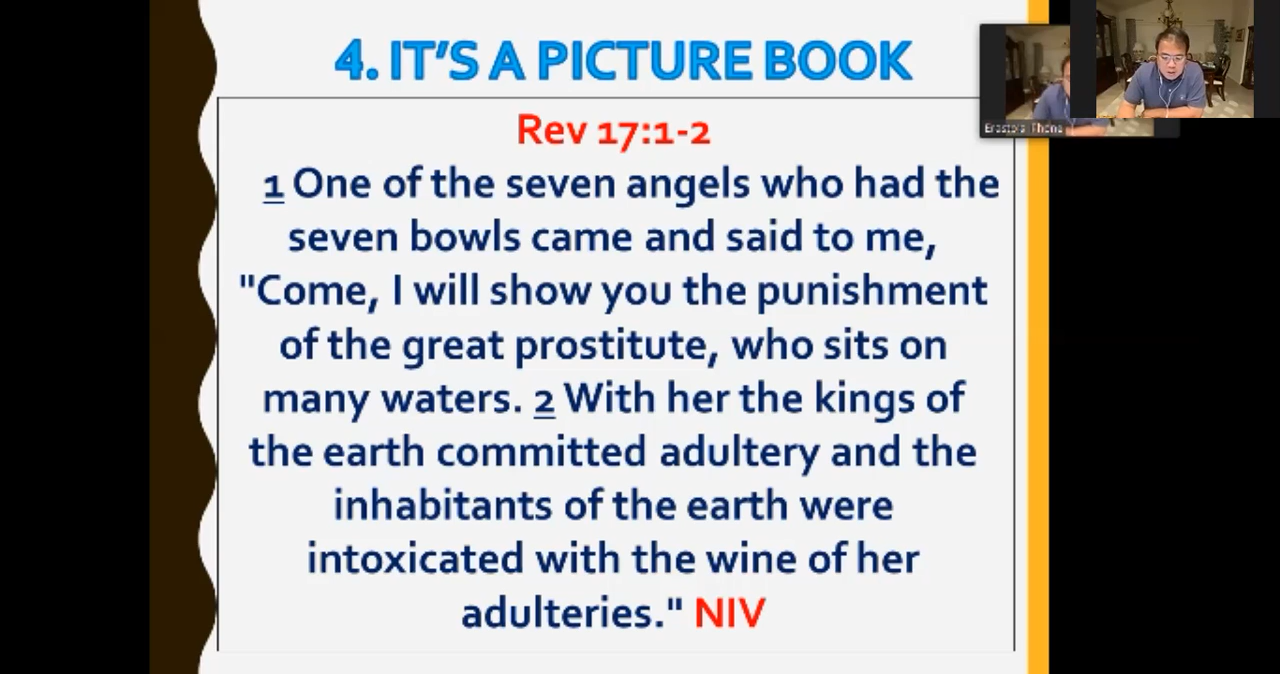 4. IT'S A PICTURE BOOK
Rev 17:1-2
1 One of the seven angels who had the
seven bowls came and said to me,
"Come, I will show you the punishment
of the great prostitute, who sits on
many waters. 2 With her the kings of
the earth committed adultery and the
inhabitants of the earth were
intoxicated with the wine of her
adulteries." NIV